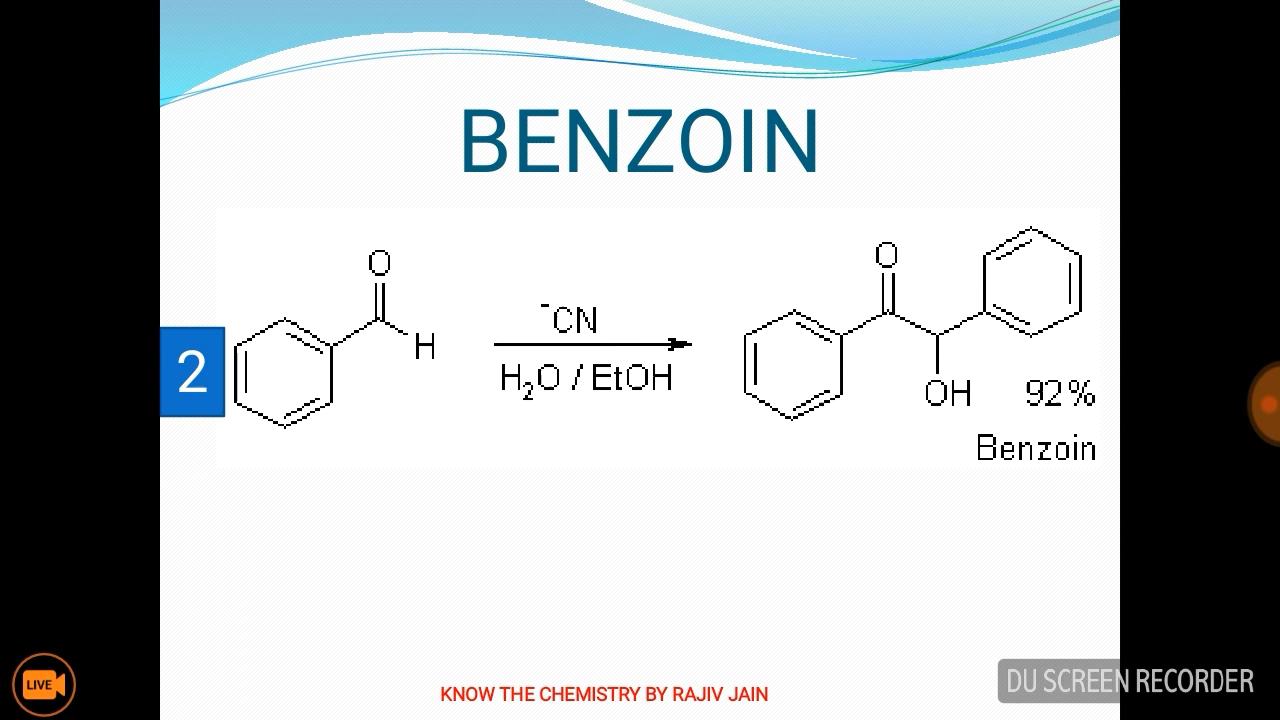 BENZOIN
2
O
H
⁻CN
H₂O / EtOH
O
OH
92%
Benzoin
LIVE
KNOW THE CHEMISTRY BY RAJIV JAIN
DU SCREEN RECORDER